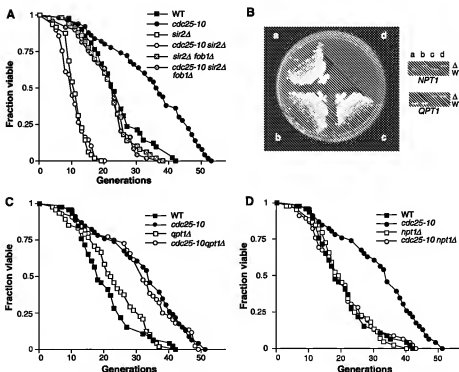 A
Fraction viable
1
0.75
0.5
0.25
0
0 10 20 30 40 50
Generations
WT
cdc25-10
sir2Δ
cdc25-10 sir2Δ
sir2Δ fob1Δ
cdc25-10 sir2Δ
fob1Δ
B
a
d
b
c
a b c d
Δ
W
NPT1
Δ
W
QPT1
C
Fraction viable
1
0.75
0.5
0.25
0
0 10 20 30 40 50
Generations
WT
cdc25-10
qpt1Δ
cdc25-10qpt1Δ
D
Fraction viable
1
0.75
0.5
0.25
0
0 10 20 30 40 50
Generations
WT
cdc25-10
npt1Δ
cdc25-10 npt1Δ